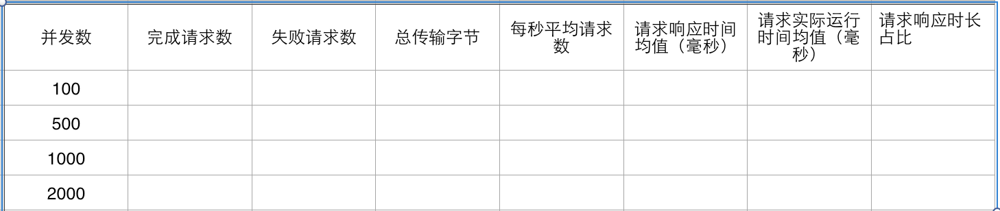 并发数
完成请求数
失败请求数
总传输字节
每秒平均请求
数
请求响应时间
均值（毫秒）
请求实际运行
时间均值（毫
秒）
请求响应时长
占比
100
500
1000
2000